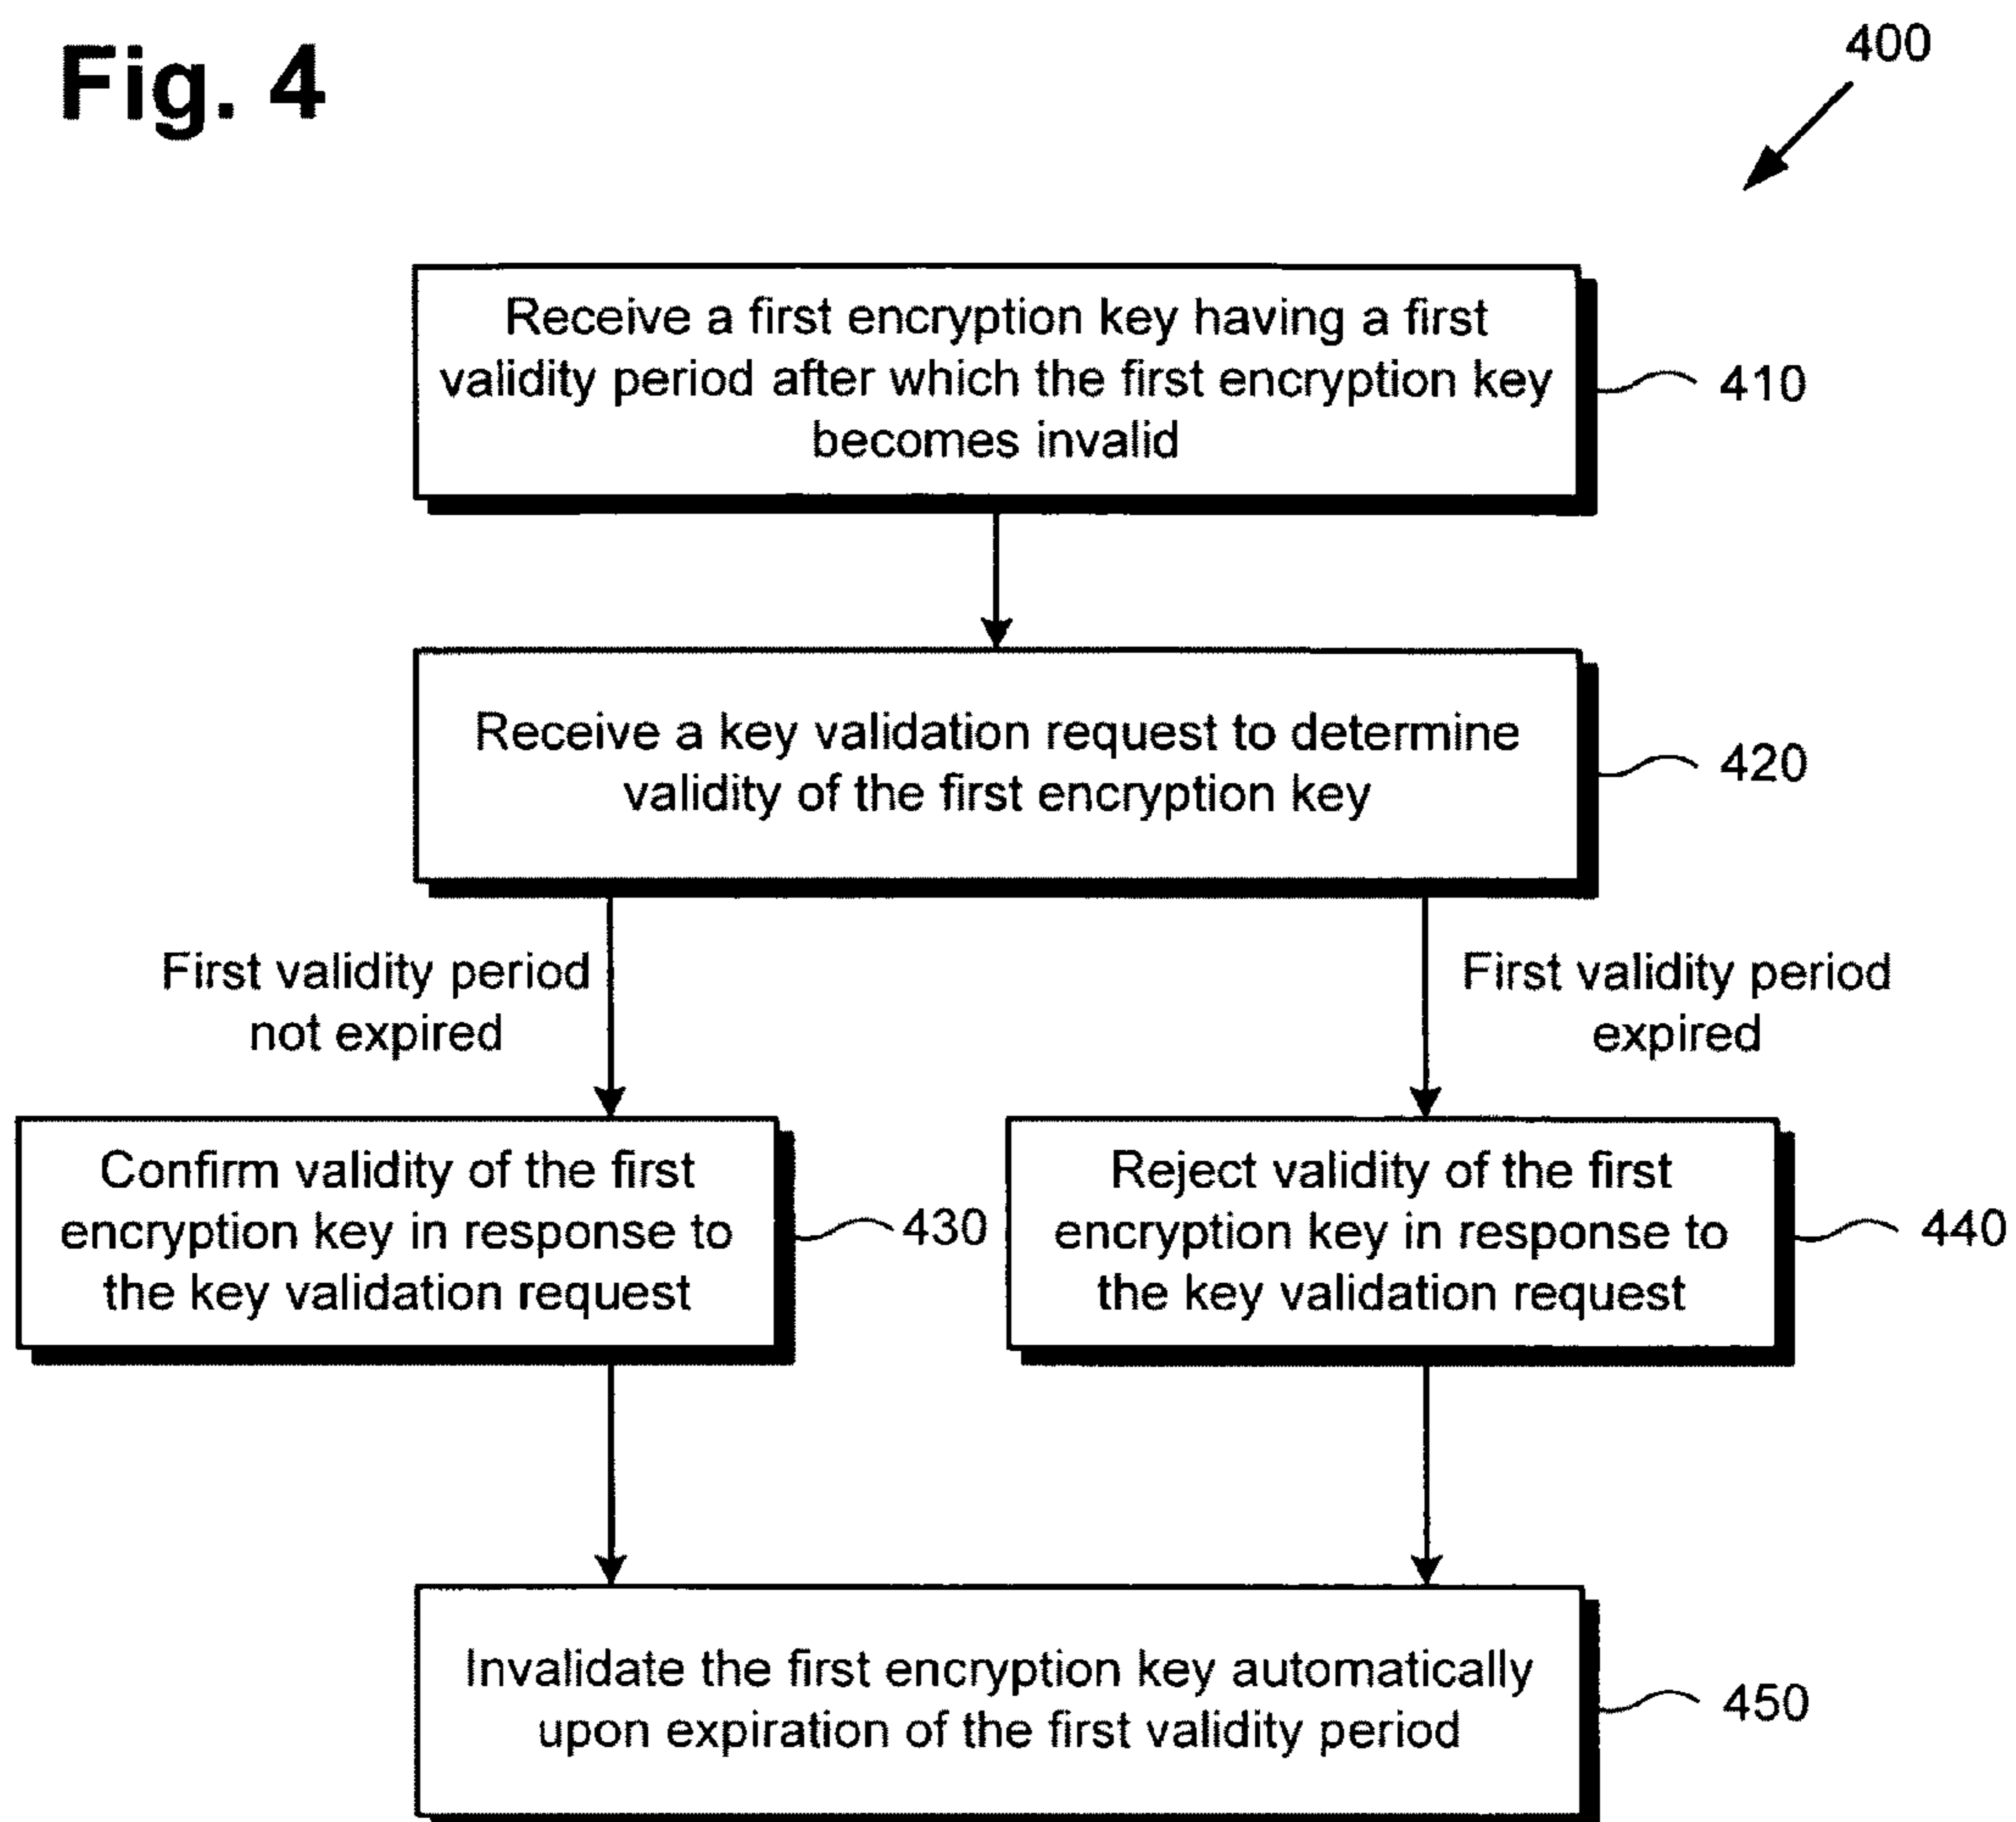 Fig. 4
400
Receive a first encryption key having a first
validity period after which the first encryption key
becomes invalid
410
Receive a key validation request to determine
validity of the first encryption key
420
First validity period
not expired
First validity period
expired
Confirm validity of the first
encryption key in response to
the key validation request
430
Reject validity of the first
encryption key in response to
the key validation request
440
Invalidate the first encryption key automatically
upon expiration of the first validity period
450